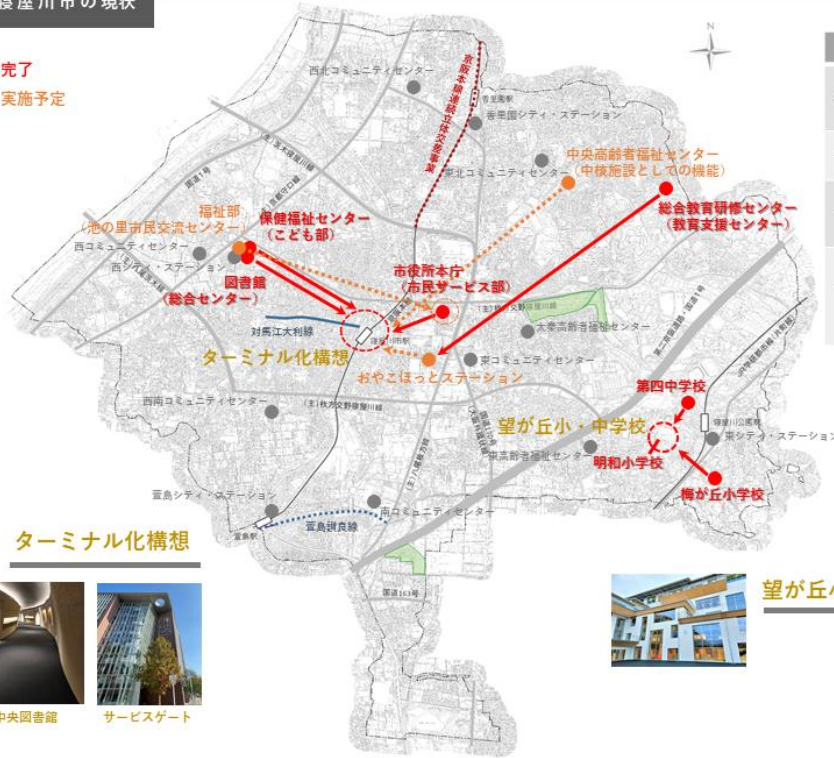 寝屋川市の現状
完了
実施予定
N
西北コミュニティセンター
京阪本線連続立体交差事業
香里園駅
香里園シティ・ステーション
中央高齢者福祉センター
（中核施設としての機能）
東北コミュニティセンター
国道1号
福祉部
（池の里市民交流センター）
保健福祉センター
（こども部）
総合教育研修センター
（教育支援センター）
西コミュニティセンター
西シティ・ステーション
図書館
（総合センター）
市役所本庁
（市民サービス部）
対馬江大利線
寝屋川市駅
太秦高齢者福祉センター
ターミナル化構想
東コミュニティセンター
おやこほっとステーション
第四中学校
西南コミュニティセンター
(主)枚方交野寝屋川線
望が丘小・中学校
寝屋川公園駅
東シティ・ステーション
東高齢者福祉センター
明和小学校
梅が丘小学校
萱島シティ・ステーション
南コミュニティセンター
萱島讃良線
萱島駅
ターミナル化構想
国道163号
望が丘小
中央図書館
サービスゲート